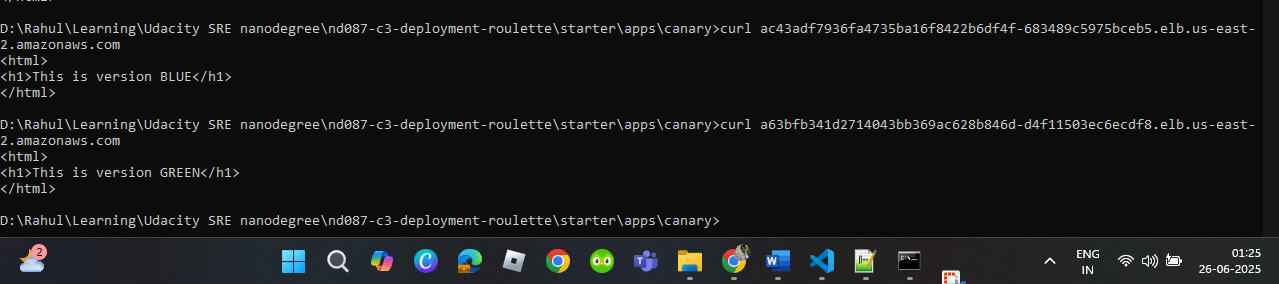 D:\Rahul\Learning\Udacity SRE nanodegree\nd087-c3-deployment-roulette\starter\apps\canary>curl ac43adf7936fa4735ba16f8422b6df4f-683489c5975bceb5.elb.us-east-
2.amazonaws.com
<html>
<h1>This is version BLUE</h1>
</html>
D:\Rahul\Learning\Udacity SRE nanodegree\nd087-c3-deployment-roulette\starter\apps\canary>curl a63bfb341d2714043bb369ac628b846d-d4f11503ec6ecdf8.elb.us-east-
2.amazonaws.com
<html>
<h1>This is version GREEN</h1>
</html>
D:\Rahul\Learning\Udacity SRE nanodegree\nd087-c3-deployment-roulette\starter\apps\canary>
2
ENG
IN
01:25
26-06-2025